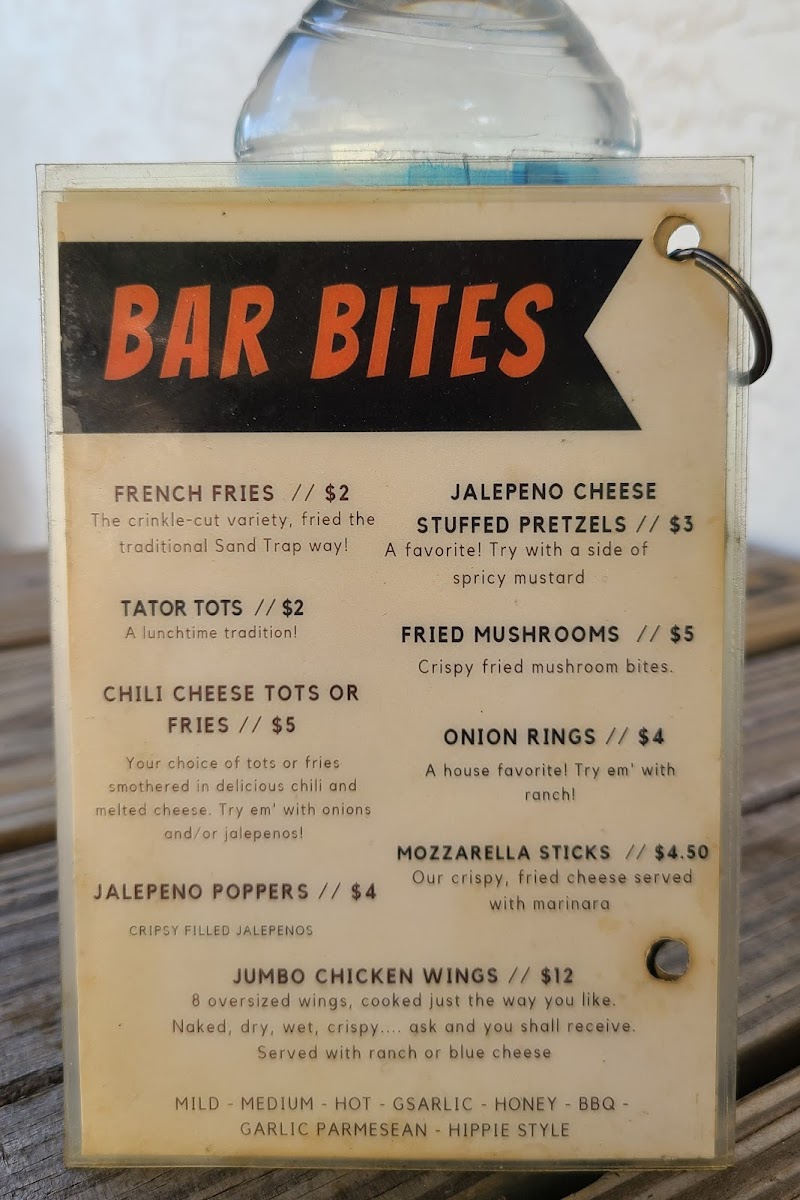 BAR BITES
FRENCH FRIES // $2
The crinkle-cut variety, fried the
traditional Sand Trap way!
TATOR TOTS // $2
A lunchtime tradition!
CHILI CHEESE TOTS OR
FRIES // $5
Your choice of tots or fries
smothered in delicious chili and
melted cheese. Try em' with onions
and/or jalepenos!
JALEPENO POPPERS // $4
CRIPSY FILLED JALEPENOS
JALEPENO CHEESE
STUFFED PRETZELS // $3
A favorite! Try with a side of
spricy mustard
FRIED MUSHROOMS // $5
Crispy fried mushroom bites.
ONION RINGS // $4
A house favorite! Try em' with
ranch!
MOZZARELLA STICKS // $4.50
Our crispy, fried cheese served
with marinara
JUMBO CHICKEN WINGS // $12
8 oversized wings, cooked just the way you like.
Naked, dry, wet, crispy.... ask and you shall receive.
Served with ranch or blue cheese
MILD - MEDIUM - HOT - GSARLIC - HONEY - BBQ -
GARLIC PARMESEAN - HIPPIE STYLE